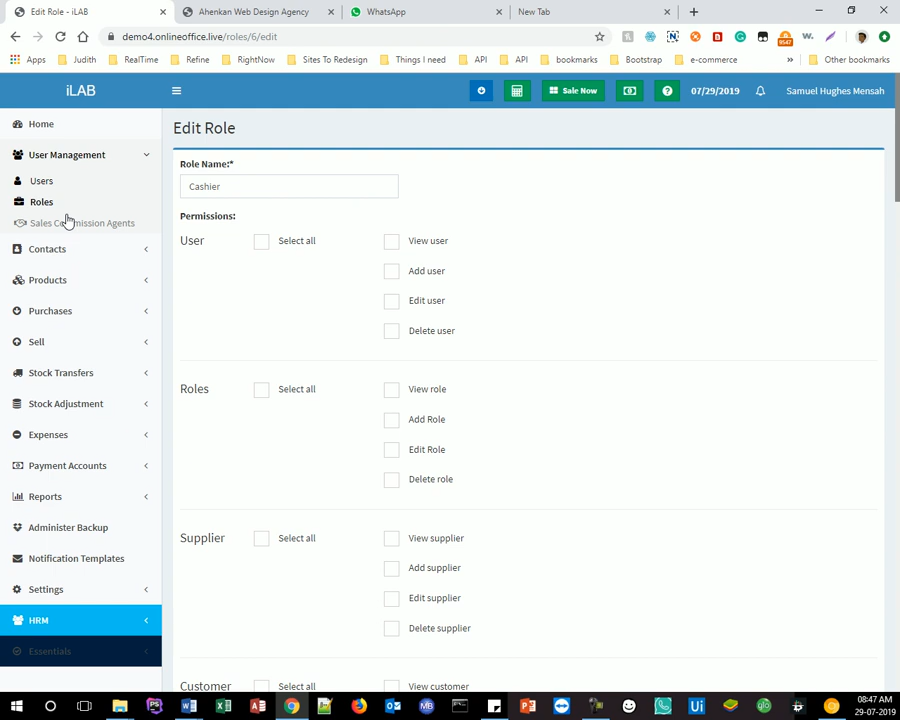 Edit Role - iLAB
Ahenkan Web Design Agency
WhatsApp
New Tab
demo4.onlineoffice.live/roles/6/edit
Apps
Judith
RealTime
Refine
RightNow
Sites To Redesign
Things I need
API
API
bookmarks
Bootstrap
e-commerce
»
Other bookmarks
iLAB
Sale Now
07/29/2019
Samuel Hughes Mensah
Home
User Management
Users
Roles
Sales Commission Agents
Contacts
Products
Purchases
Sell
Stock Transfers
Stock Adjustment
Expenses
Payment Accounts
Reports
Administer Backup
Notification Templates
Settings
HRM
Essentials
Edit Role
Role Name:*
Cashier
Permissions:
User
Select all
View user
Add user
Edit user
Delete user
Roles
Select all
View role
Add Role
Edit Role
Delete role
Supplier
Select all
View supplier
Add supplier
Edit supplier
Delete supplier
Customer
Select all
View customer
08:47 AM
29-07-2019